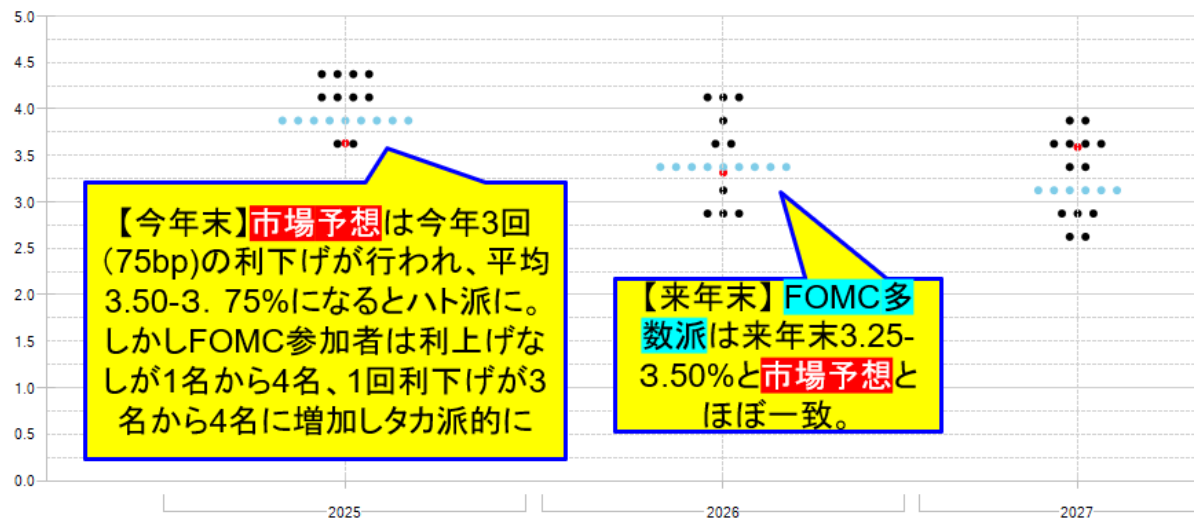 5.0
4.5
4.0
3.5
3.0
2.5
2.0
1.5
1.0
0.5
0.0
【今年末】市場予想は今年3回
(75bp)の利下げが行われ、平均
3.50-3. 75%になるとハト派に。
しかしFOMC参加者は利上げな
しが1名から4名、1回利下げが3
名から4名に増加しタカ派的に
【来年末】 FOMC多
数派は来年末3.25-
3.50%と市場予想と
ほぼ一致。
2025
2026
2027